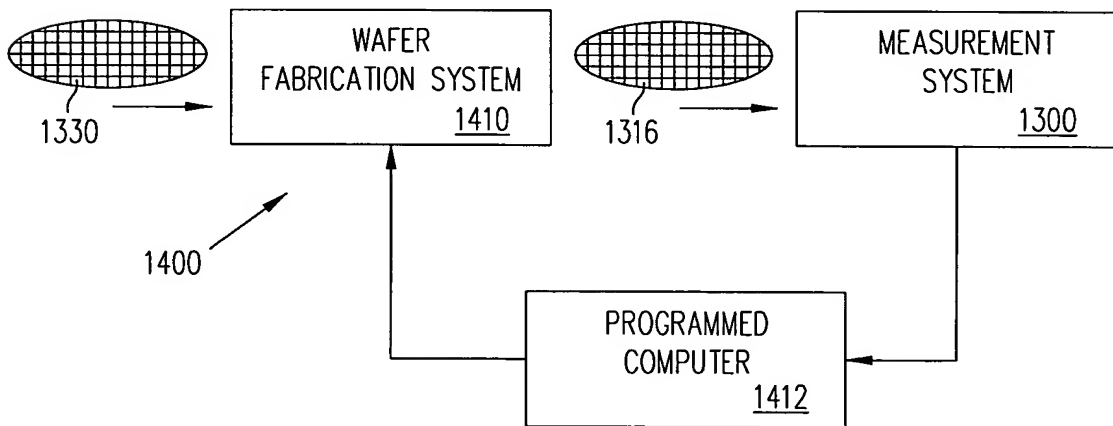 WAFER
FABRICATION SYSTEM
1410
MEASUREMENT
SYSTEM
1300
1330
1316
1400
PROGRAMMED
COMPUTER
1412